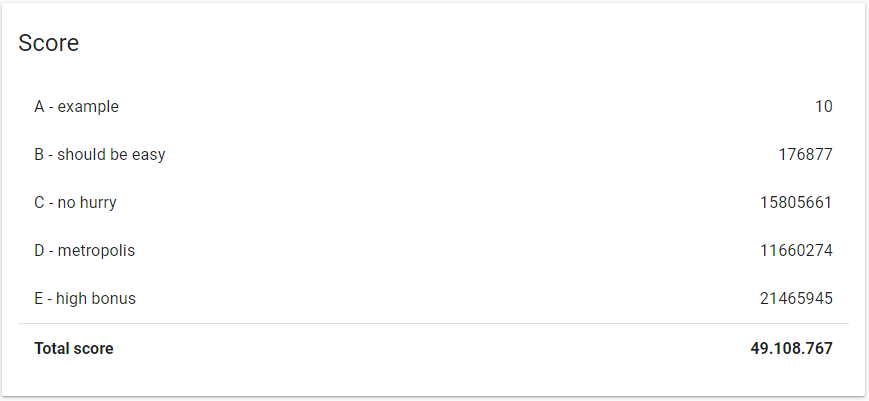 Score
A - example 10
B - should be easy 176877
C - no hurry 15805661
D - metropolis 11660274
E - high bonus 21465945
Total score 49.108.767